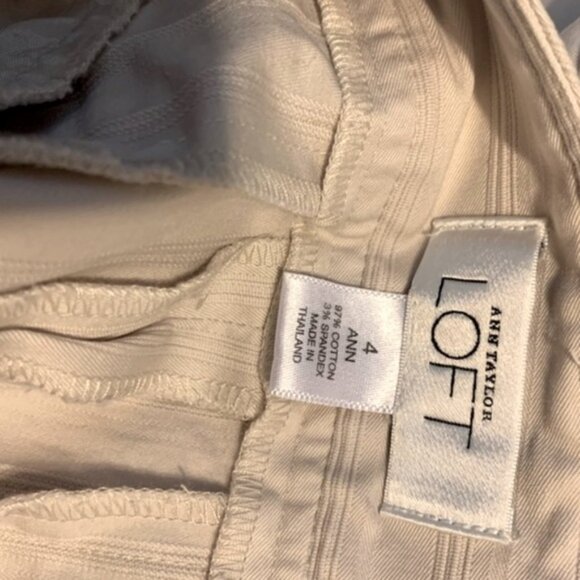 4
ANN
97% COTTON
3% SPANDEX
MADE IN
THAILAND
ANN TAYLOR
LOFT